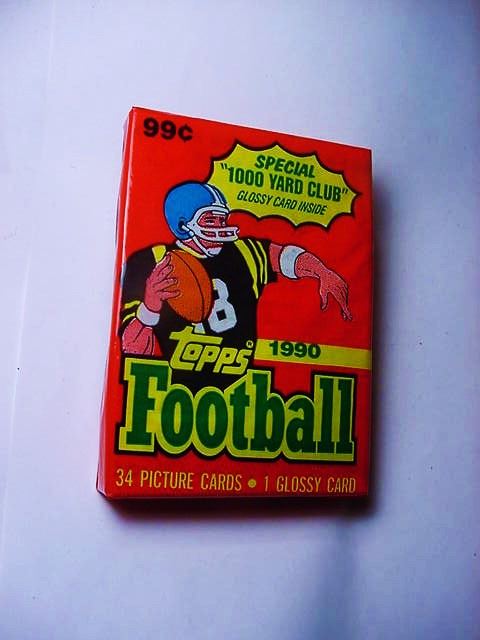 99¢
SPECIAL
"1000 YARD CLUB"
GLOSSY CARD INSIDE
8
Topps®
1990
Football
34 PICTURE CARDS • 1 GLOSSY CARD